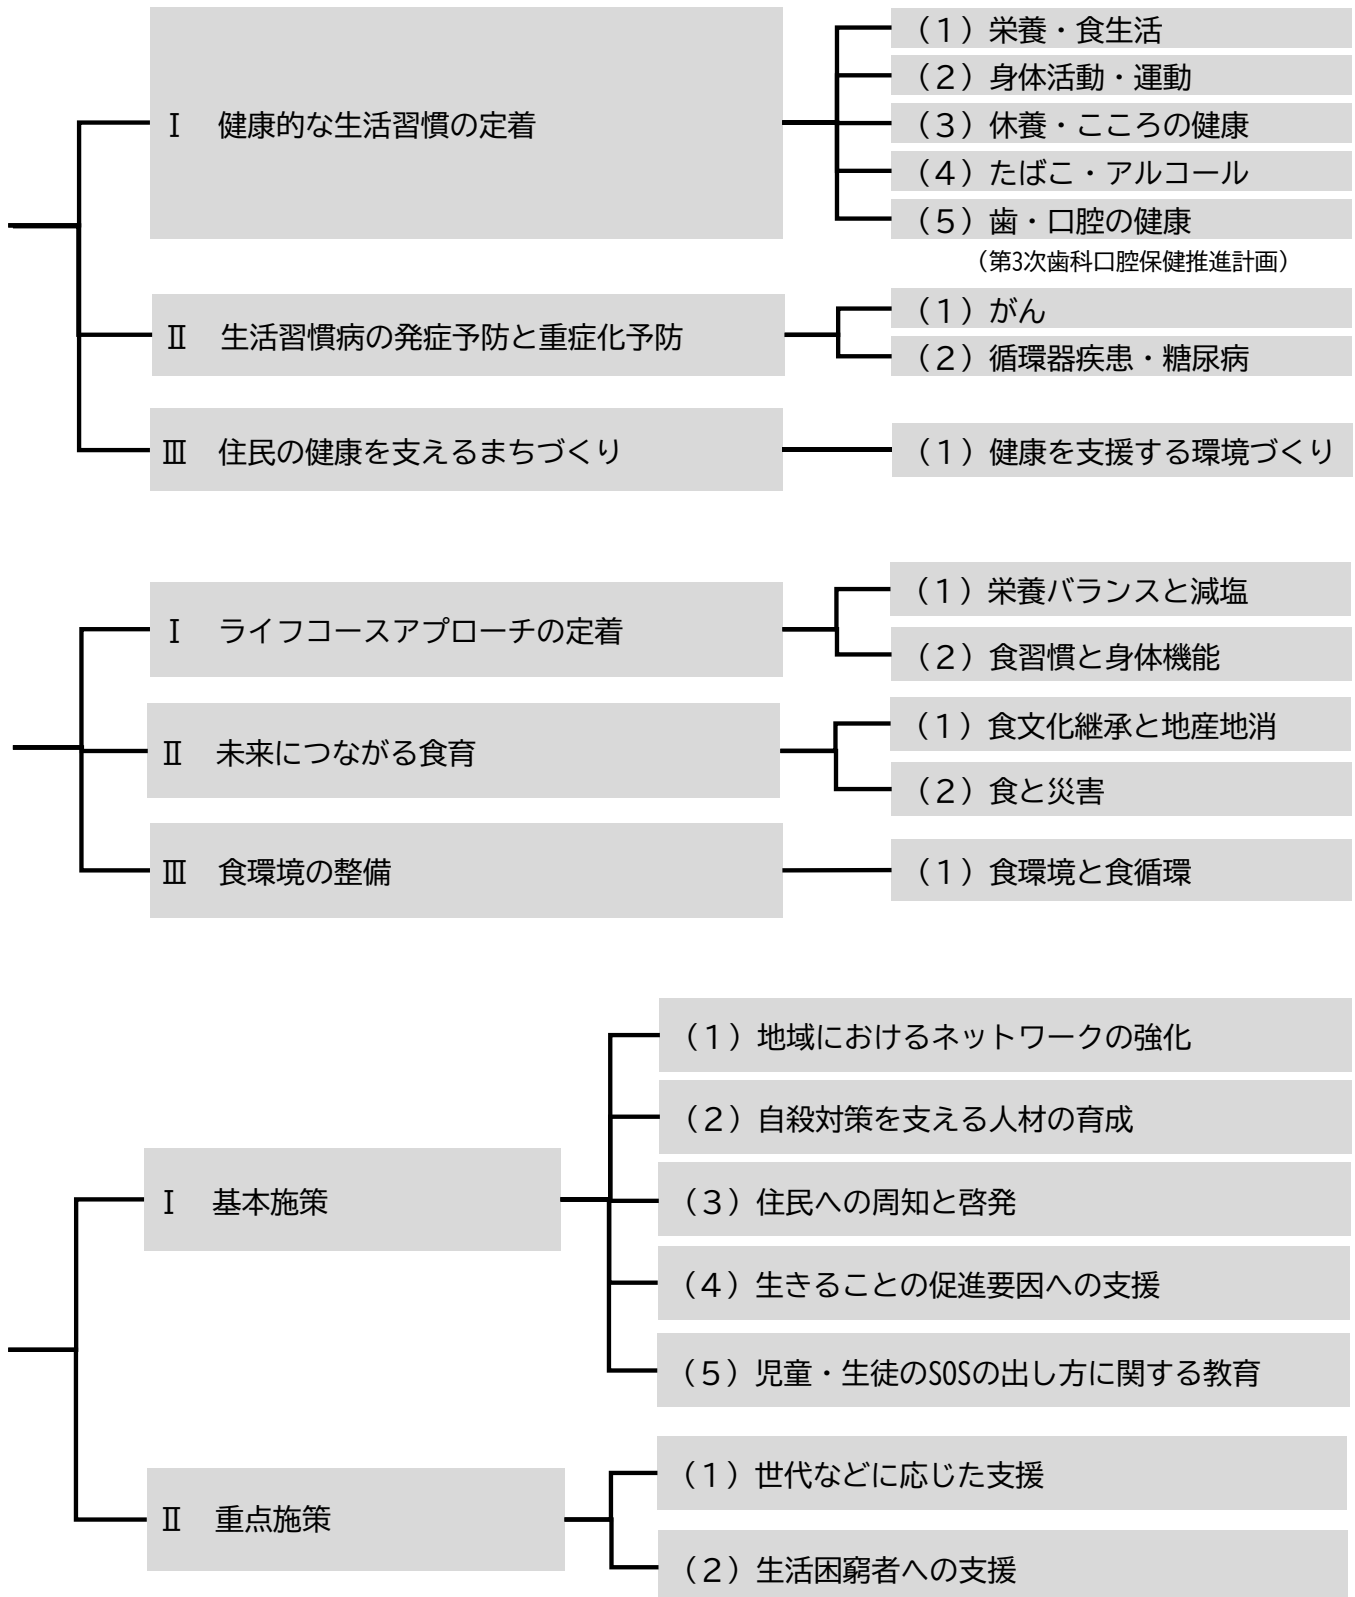 Ⅰ 健康的な生活習慣の定着
（１）栄養・食生活
（２）身体活動・運動
（３）休養・こころの健康
（４）たばこ・アルコール
（５）歯・口腔の健康
（第3次歯科口腔保健推進計画）
Ⅱ 生活習慣病の発症予防と重症化予防
（１）がん
（２）循環器疾患・糖尿病
Ⅲ 住民の健康を支えるまちづくり
（１）健康を支援する環境づくり
Ⅰ ライフコースアプローチの定着
（１）栄養バランスと減塩
（２）食習慣と身体機能
Ⅱ 未来につながる食育
（１）食文化継承と地産地消
（２）食と災害
Ⅲ 食環境の整備
（１）食環境と食循環
Ⅰ 基本施策
（１）地域におけるネットワークの強化
（２）自殺対策を支える人材の育成
（３）住民への周知と啓発
（４）生きることの促進要因への支援
（５）児童・生徒のSOSの出し方に関する教育
Ⅱ 重点施策
（１）世代などに応じた支援
（２）生活困窮者への支援